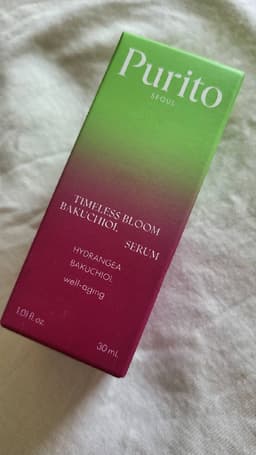 Purito
SEOUL
TIMELESS BLOOM
BAKUCHIOL
SERUM
HYDRANGEA
BAKUCHIOL
well-aging
1.01 fl. oz.
30 mL